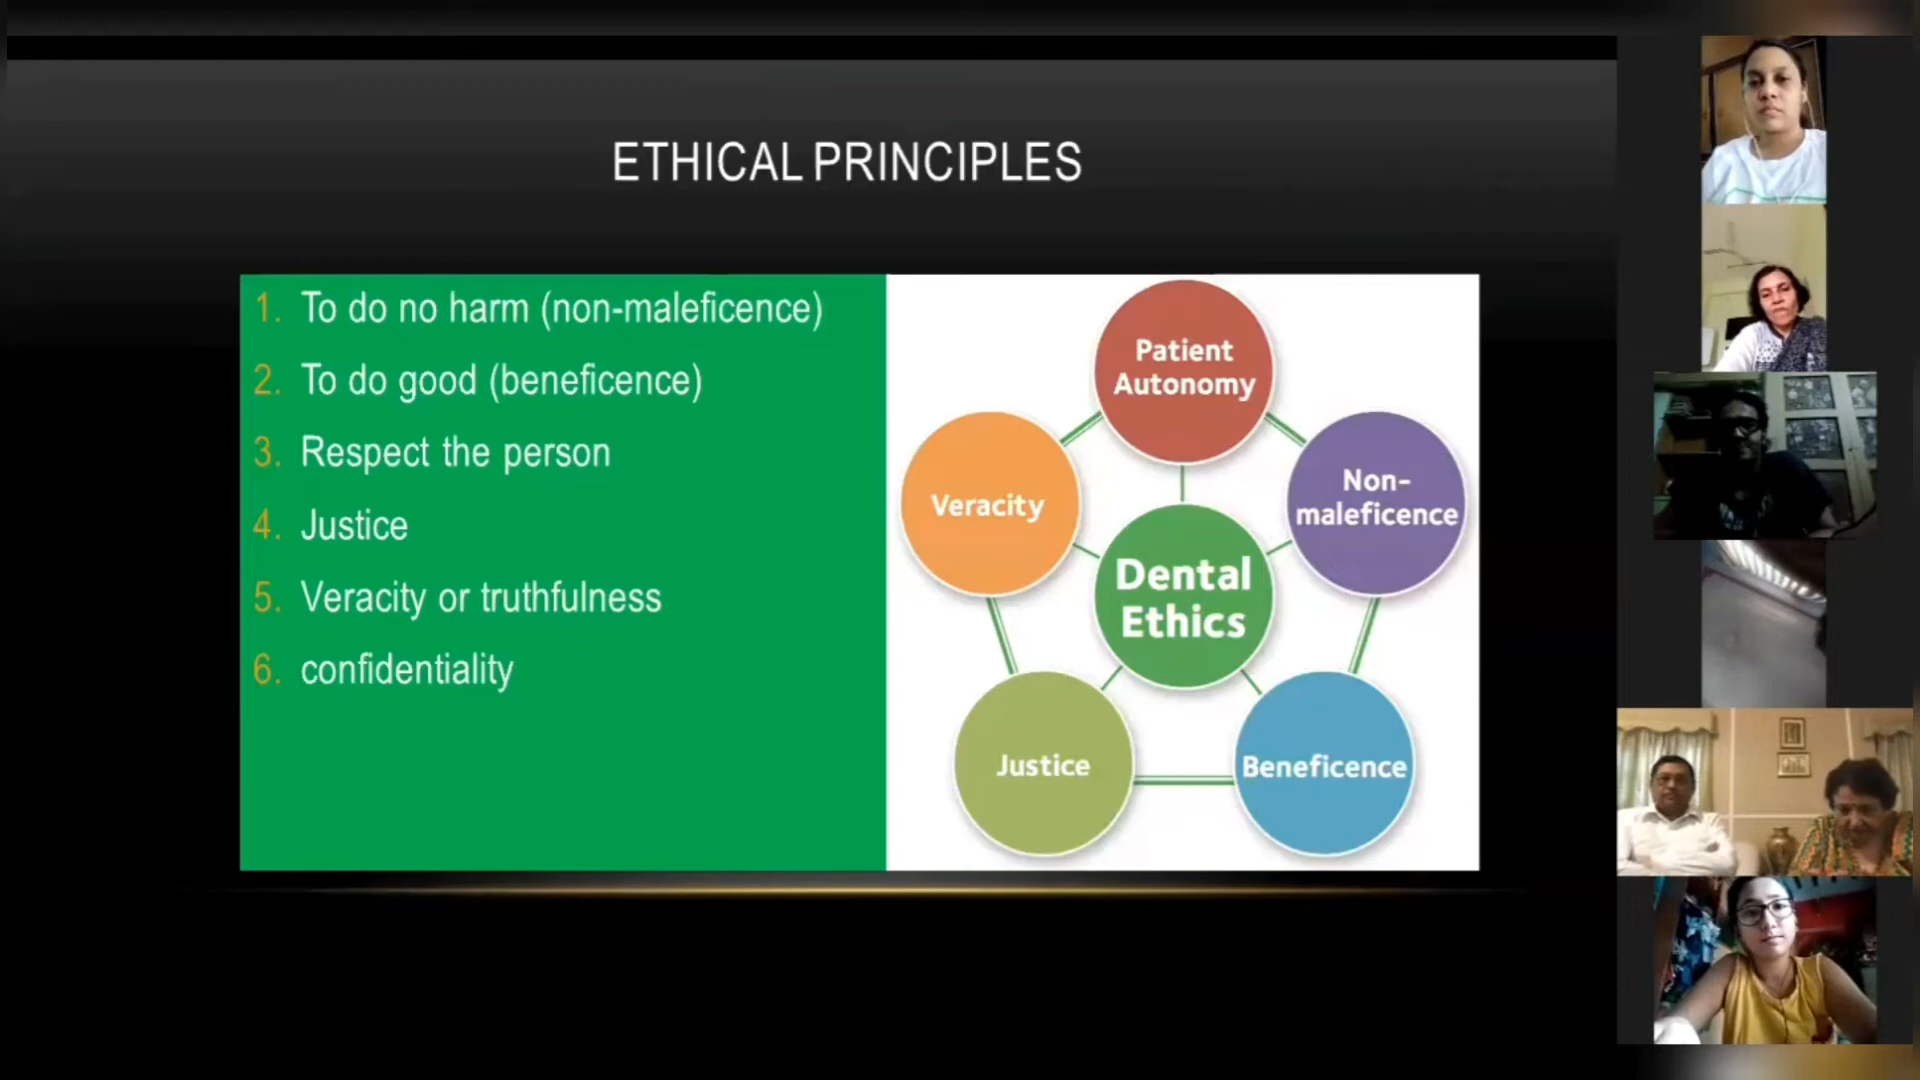 ETHICAL PRINCIPLES
1. To do no harm (non-maleficence)
2. To do good (beneficence)
3. Respect the person
4. Justice
5. Veracity or truthfulness
6. confidentiality
Patient
Autonomy
Veracity
Non-
maleficence
Dental
Ethics
Justice
Beneficence